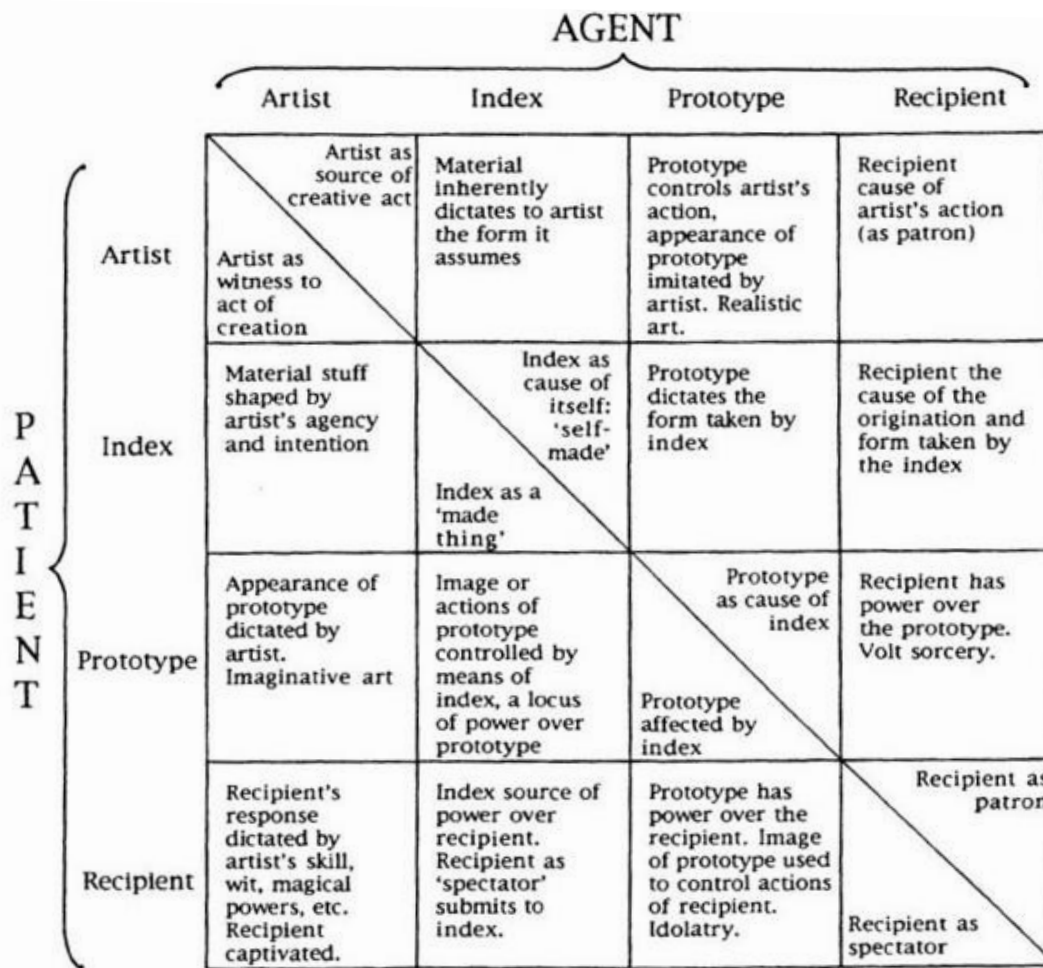 AGENT
Artist Index Prototype Recipient
PATIENT
Artist
Artist as
source of
creative act
Artist as
witness to
act of
creation
Material
inherently
dictates to artist
the form it
assumes
Prototype
controls artist's
action,
appearance of
prototype
imitated by
artist. Realistic
art.
Recipient
cause of
artist's action
(as patron)
Index
Material stuff
shaped by
artist's agency
and intention
Index as
cause of
itself:
'self-
made'
Index as a
'made
thing'
Prototype
dictates the
form taken by
index
Recipient the
cause of the
origination and
form taken by
the index
Prototype
Appearance of
prototype
dictated by
artist.
Imaginative art
Image or
actions of
prototype
controlled by
means of
index, a locus
of power over
prototype
Prototype
as cause of
index
Prototype
affected by
index
Recipient has
power over
the prototype.
Volt sorcery.
Recipient
Recipient's
response
dictated by
artist's skill,
wit, magical
powers, etc.
Recipient
captivated.
Index source of
power over
recipient.
Recipient as
'spectator'
submits to
index.
Prototype has
power over the
recipient. Image
of prototype used
to control actions
of recipient.
Idolatry.
Recipient as
patron
Recipient as
spectator